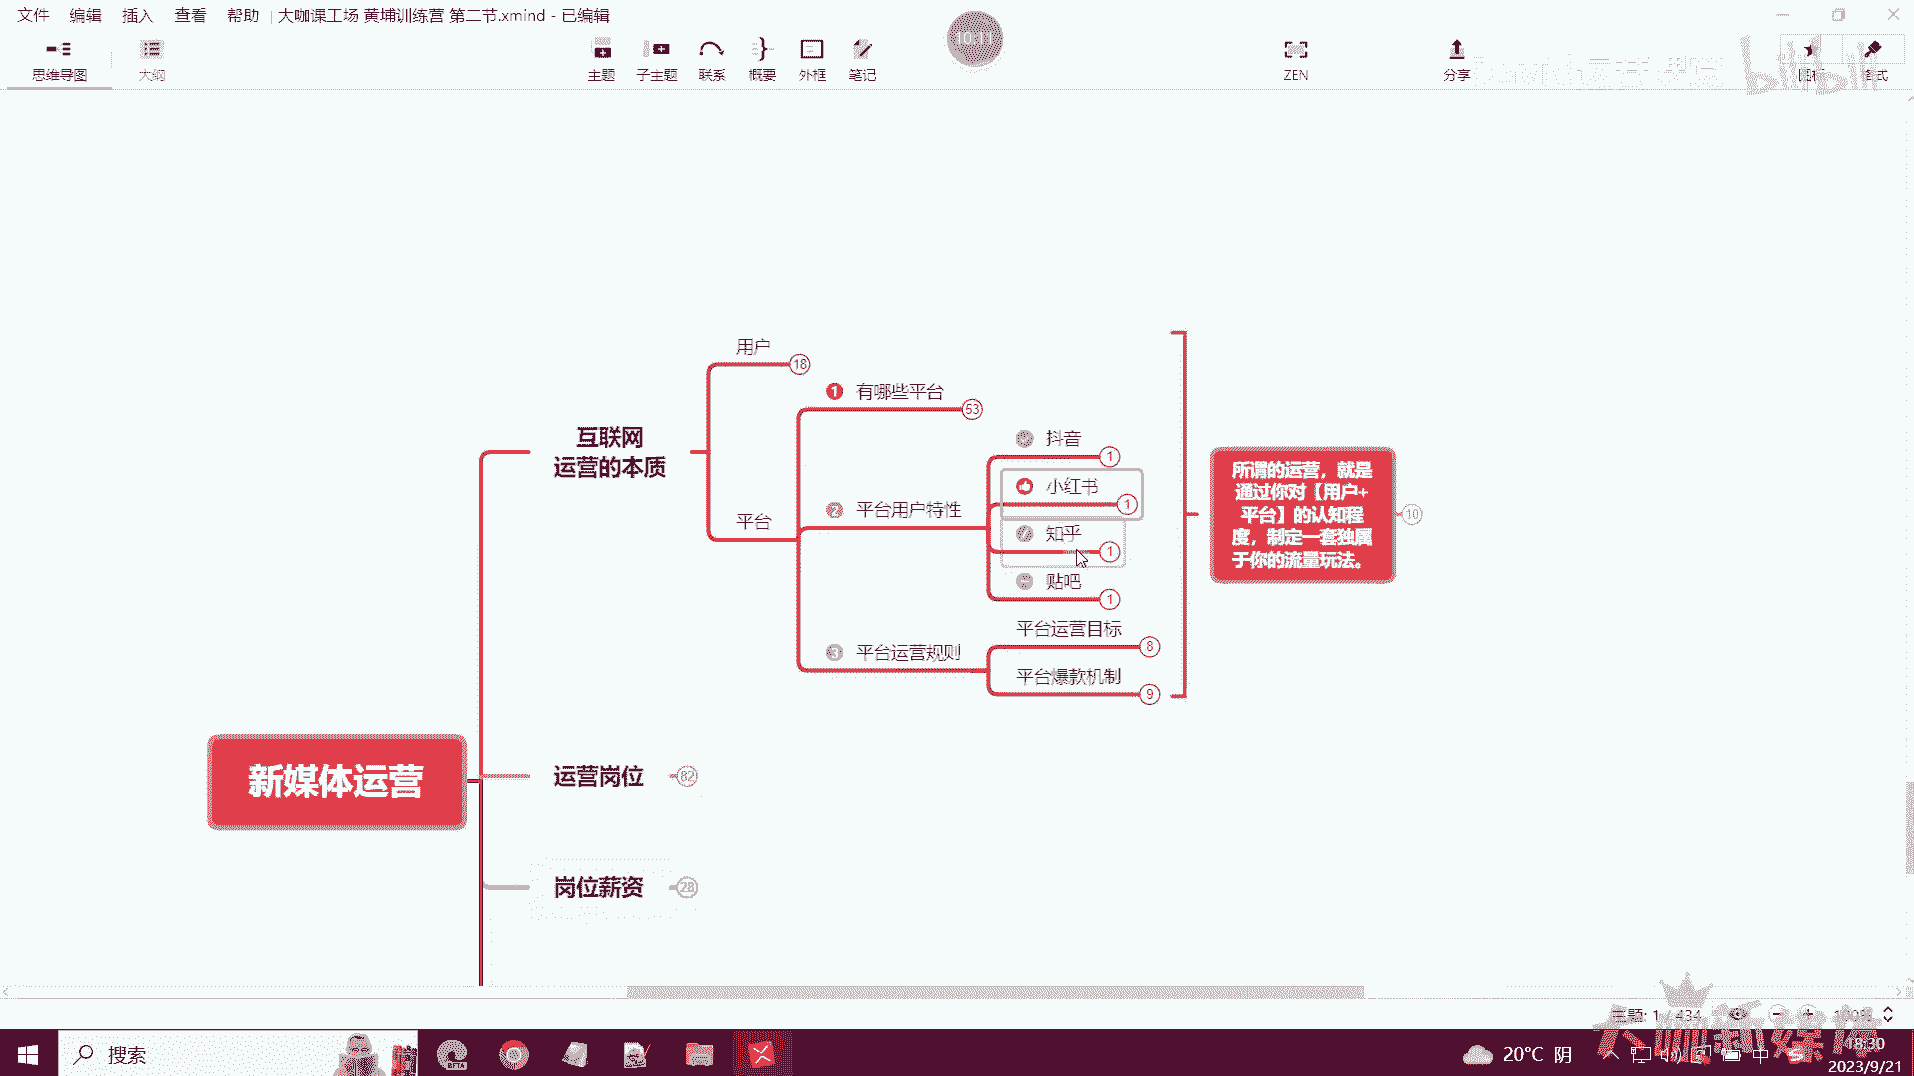 文件 编辑 插入 查看 帮助 大咖课工场 黄埔训练营 第二节.xmind - 已编辑
10:11
思维导图 大纲 主题 子主题 联系 概要 外框 笔记 ZEN 分享 图标 格式
bilibili
用户 18
1 有哪些平台 53
互联网
运营的本质
抖音 1
小红书 1
平台
2 平台用户特性
知乎 1
贴吧 1
平台运营目标 8
3 平台运营规则
平台爆款机制 9
所谓的运营，就是
通过你对【用户+
平台】的认知程
度，制定一套独属
于你的流量玩法。
10
新媒体运营
运营岗位 82
岗位薪资 28
主题: 1 / 434 100%
大咖新媒体
搜索
BETA
20°C 阴
中
18:30
2023/9/21